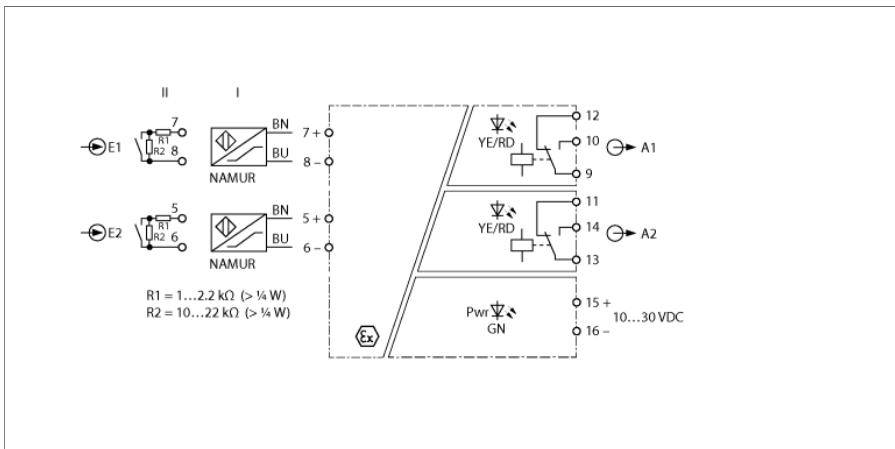 II
I
E1
7
R1
R2
8
NAMUR
BN
7 +
BU
8 –
YE/RD
12
10
9
A1
E2
5
R1
R2
6
NAMUR
BN
5 +
BU
6 –
YE/RD
11
14
13
A2
R1 = 1…2.2 kΩ (> ¼ W)
R2 = 10…22 kΩ (> ¼ W)
Ex
Pwr
GN
15 +
16 –
10…30 VDC